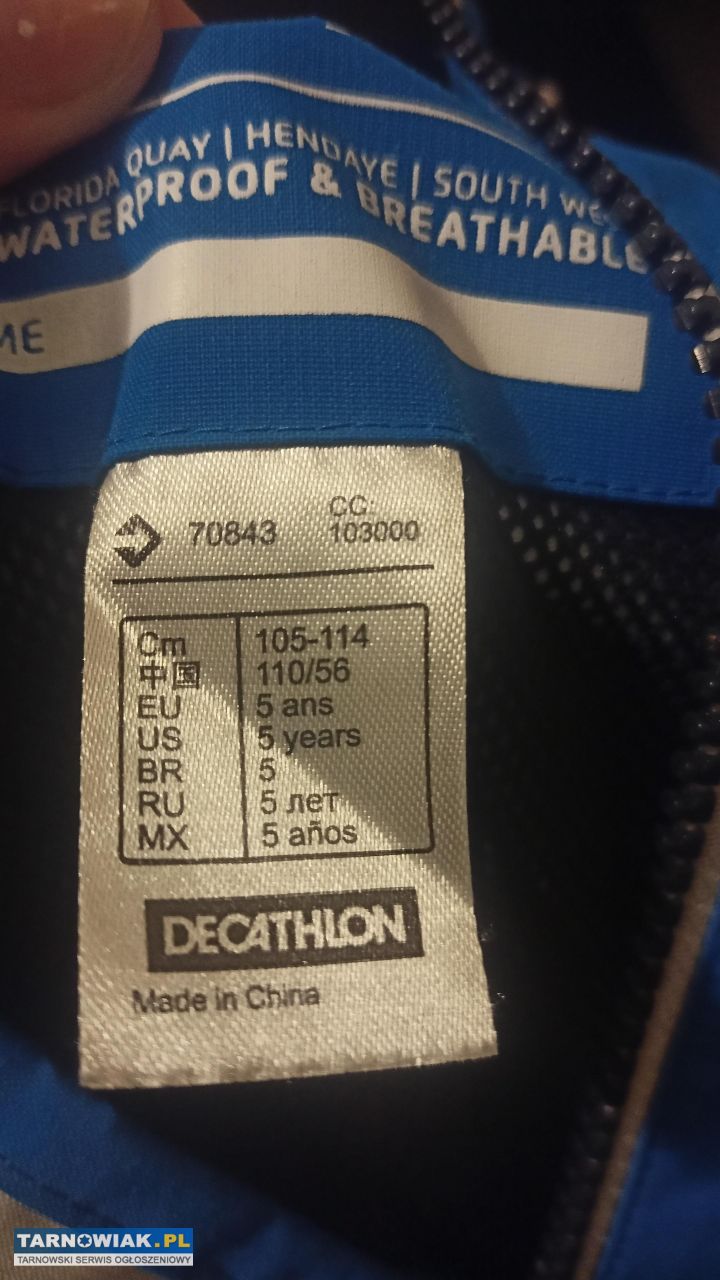 FLORIDA QUAY | HENDAYE | SOUTH
WATERPROOF & BREATHABLE
70843
CC
103000
Cm 105-114
中国 110/56
EU 5 ans
US 5 years
BR 5
RU 5 лет
MX 5 años
DECATHLON
Made in China
TARNOWIAK.PL
TARNOWSKI SERWIS OGŁOSZENIOWY